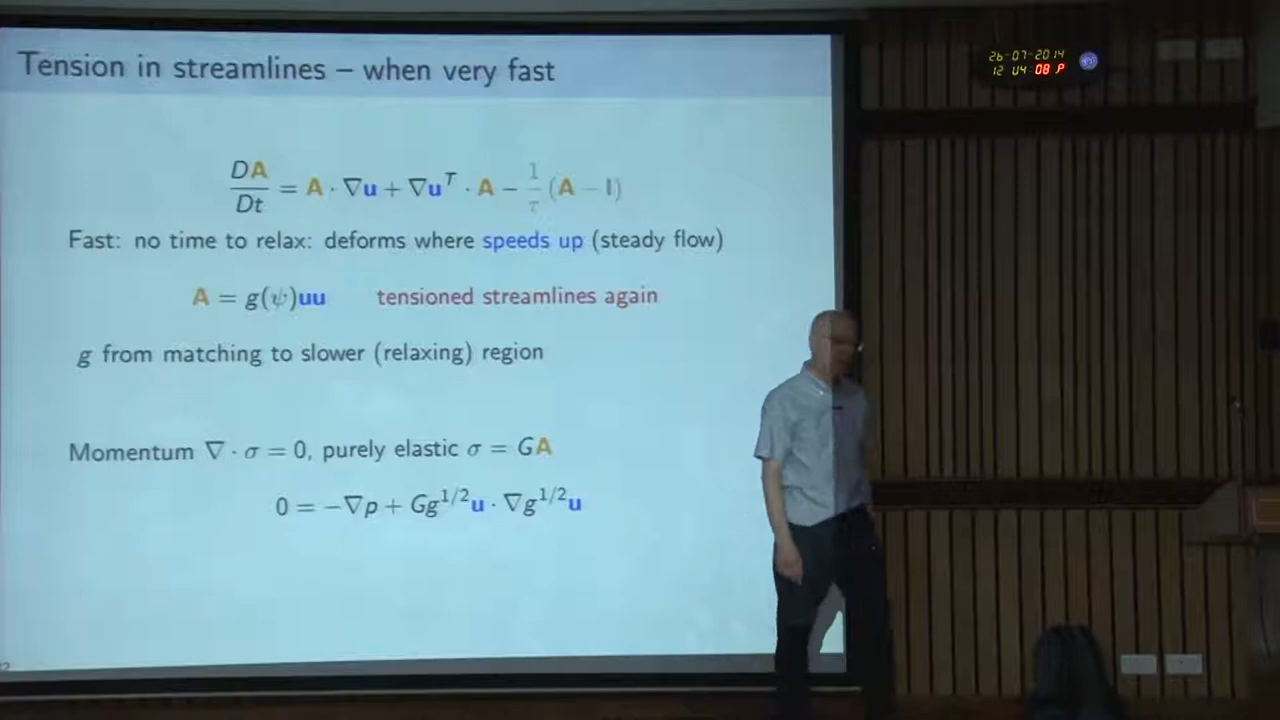 Tension in streamlines – when very fast
DA/Dt = A · ∇u + ∇uᵀ · A − 1/τ (A − I)
Fast: no time to relax: deforms where speeds up (steady flow)
A = g(ψ)uu tensioned streamlines again
g from matching to slower (relaxing) region
Momentum ∇ · σ = 0, purely elastic σ = GA
0 = −∇p + Gg^{1/2}u · ∇g^{1/2}u
26-07-2014
12 04 08 P